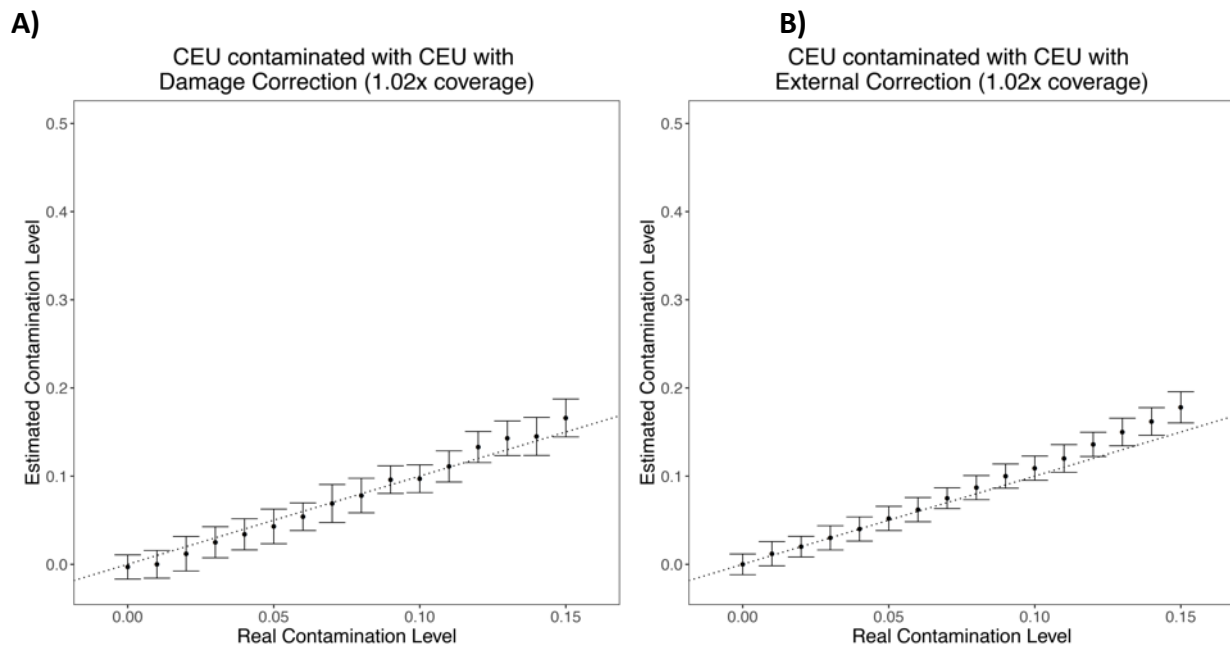 A)
CEU contaminated with CEU with
Damage Correction (1.02x coverage)
Estimated Contamination Level
0.5
0.4
0.3
0.2
0.1
0.0
0.00 0.05 0.10 0.15
Real Contamination Level
B)
CEU contaminated with CEU with
External Correction (1.02x coverage)
Estimated Contamination Level
0.5
0.4
0.3
0.2
0.1
0.0
0.00 0.05 0.10 0.15
Real Contamination Level